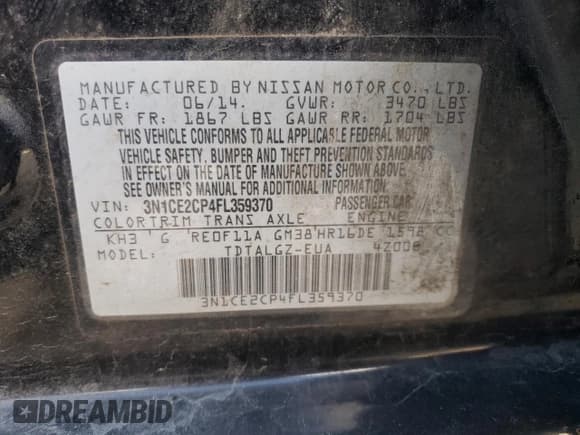 MANUFACTURED BY NISSAN MOTOR CO., LTD.
DATE: 06/14. GVWR: 3470 LBS
GAWR FR: 1867 LBS GAWR RR: 1704 LBS
THIS VEHICLE CONFORMS TO ALL APPLICABLE FEDERAL MOTOR
VEHICLE SAFETY, BUMPER AND THEFT PREVENTION STANDARDS
IN EFFECT ON THE DATE OF MANUFACTURE SHOWN ABOVE.
SEE OWNER'S MANUAL FOR ADDITIONAL INFORMATION
VIN: 3N1CE2CP4FL359370 PASSENGER CAR
COLOR TRIM TRANS AXLE ENGINE
KH3 G RE0F11A GM38 HR16DE 1598 CC
MODEL: TDTALGZ-EUA 4Z008
3N1CE2CP4FL359370
DREAMBID